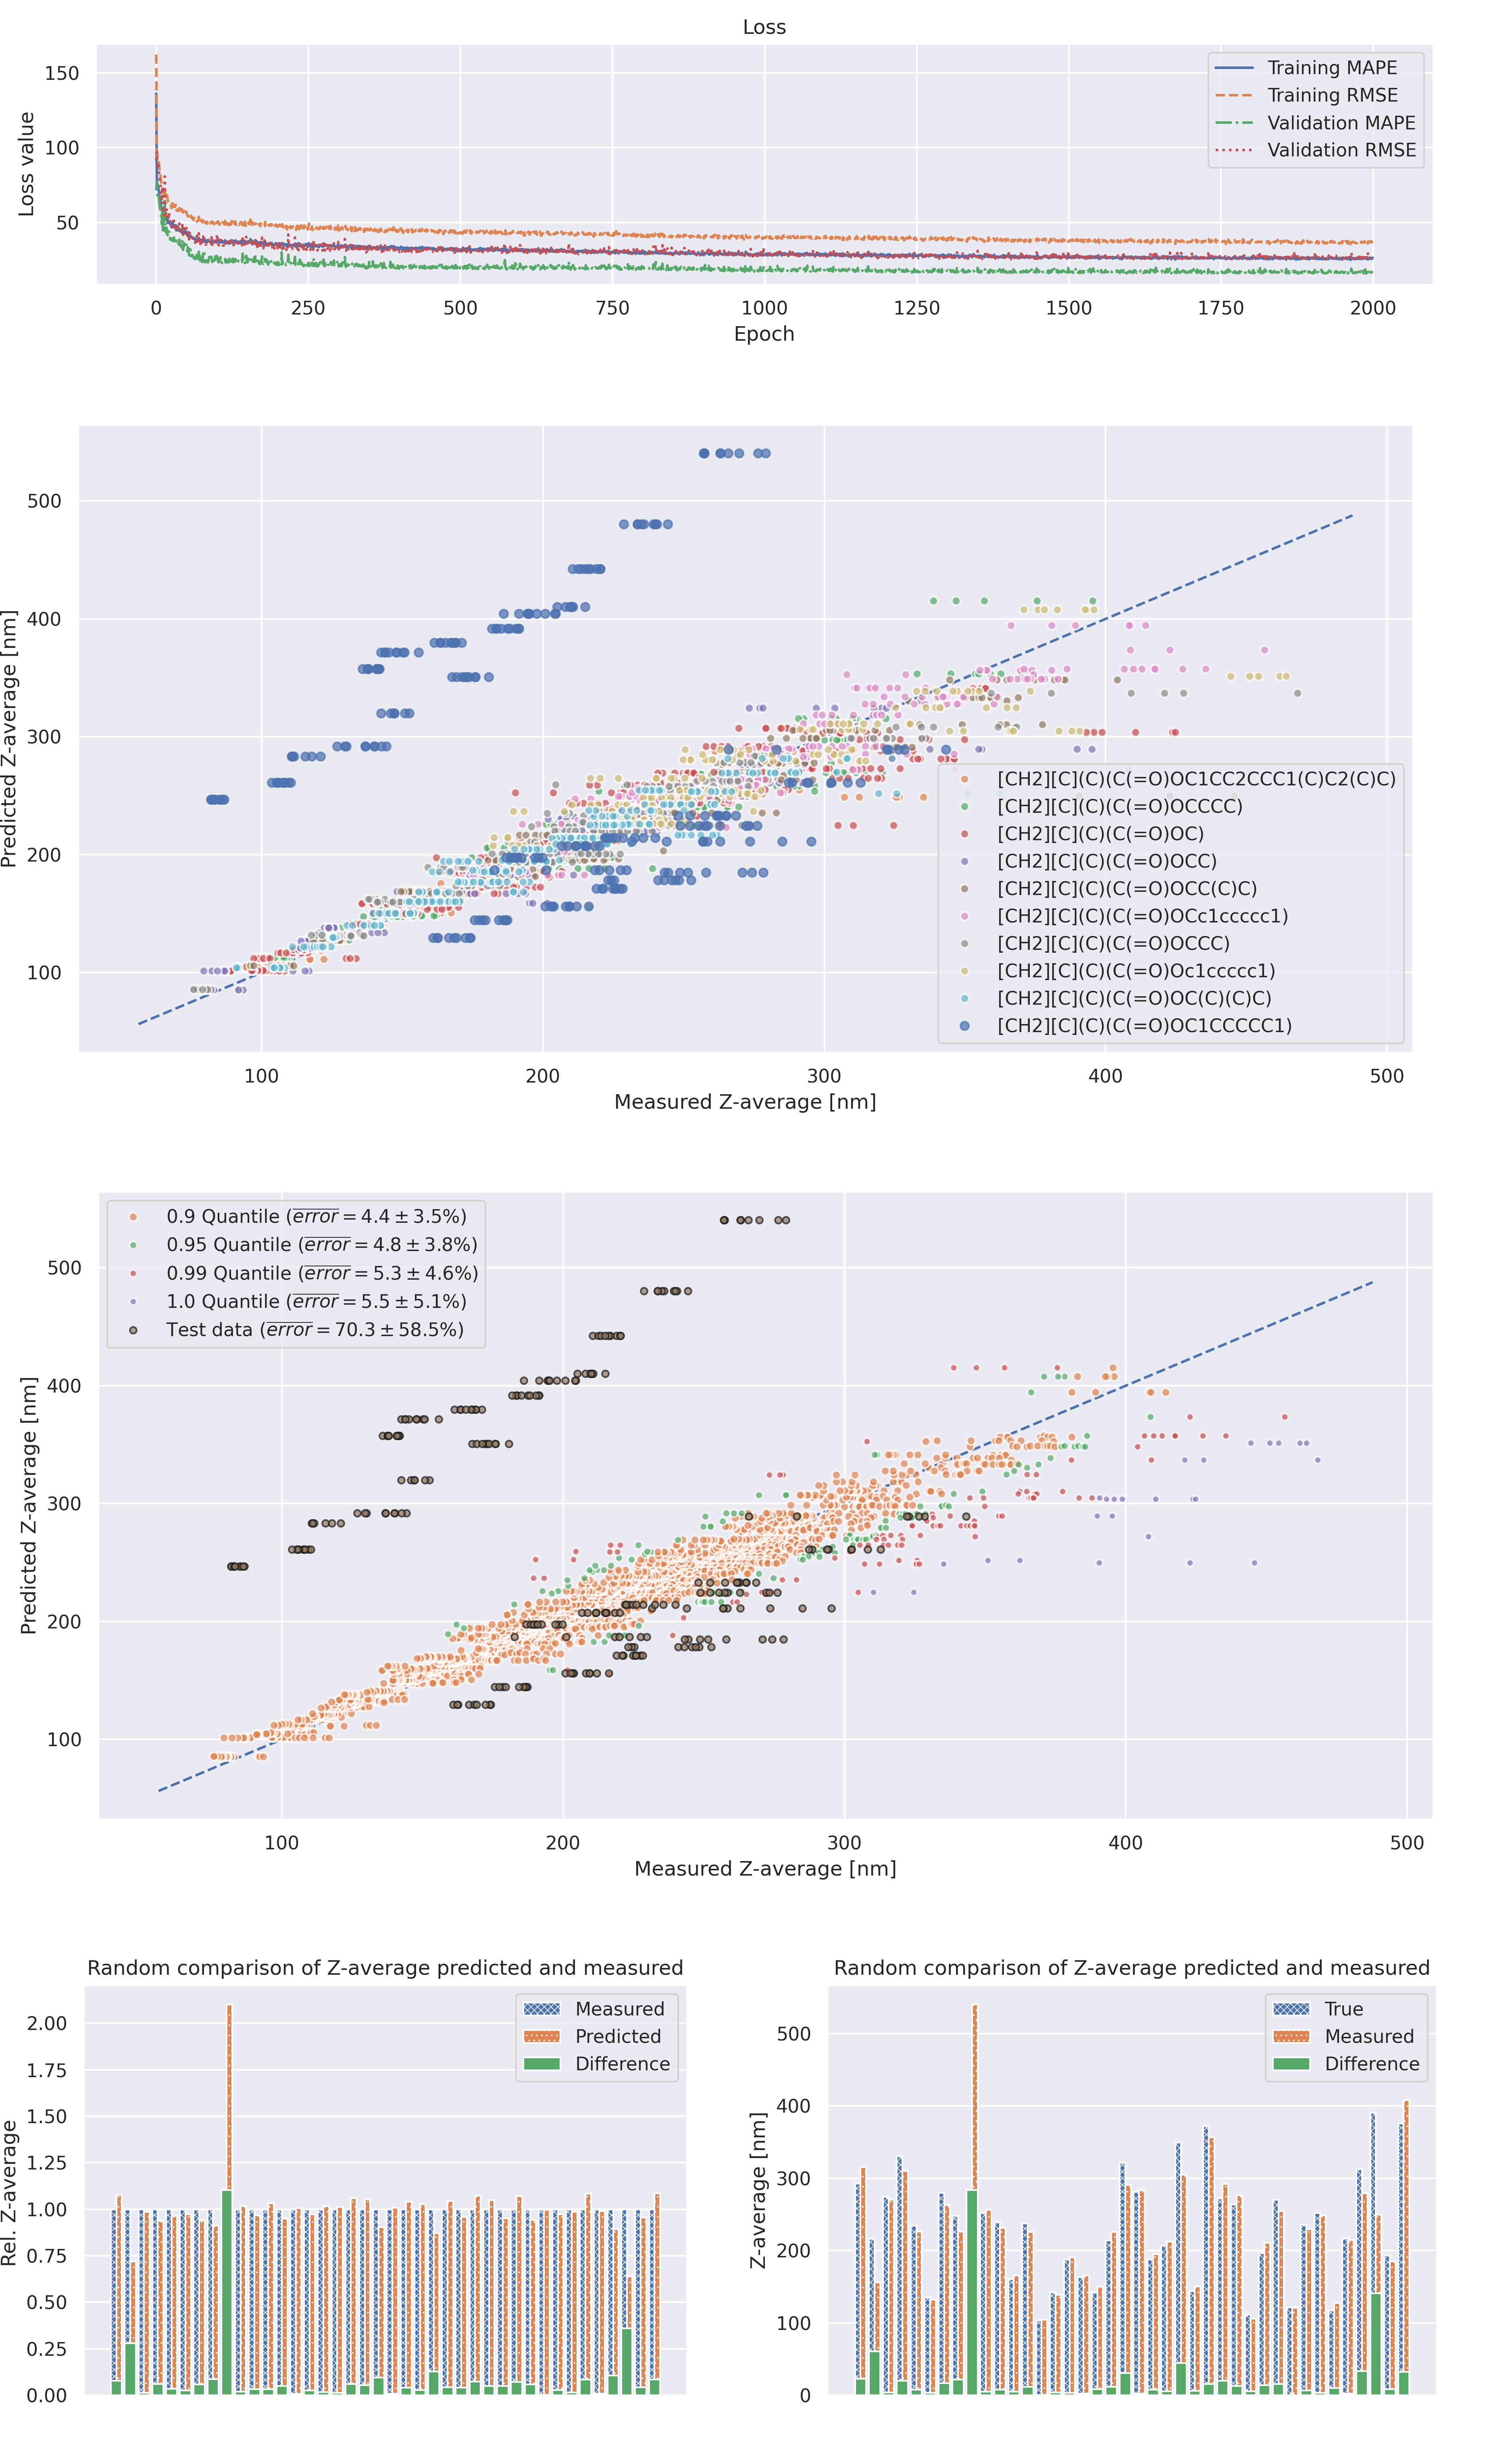 Loss
150
100
50
Loss value
Training MAPE
Training RMSE
Validation MAPE
Validation RMSE
0 250 500 750 1000 1250 1500 1750 2000
Epoch
500
400
300
200
100
Predicted Z-average [nm]
[CH2][C](C)(C(=O)OC1CC2CCC1(C)C2(C)C)
[CH2][C](C)(C(=O)OCCCC)
[CH2][C](C)(C(=O)OC)
[CH2][C](C)(C(=O)OCC)
[CH2][C](C)(C(=O)OCC(C)C)
[CH2][C](C)(C(=O)OCc1ccccc1)
[CH2][C](C)(C(=O)OCCC)
[CH2][C](C)(C(=O)Oc1ccccc1)
[CH2][C](C)(C(=O)OC(C)(C)C)
[CH2][C](C)(C(=O)OC1CCCCC1)
100 200 300 400 500
Measured Z-average [nm]
0.9 Quantile (error = 4.4 ± 3.5%)
0.95 Quantile (error = 4.8 ± 3.8%)
0.99 Quantile (error = 5.3 ± 4.6%)
1.0 Quantile (error = 5.5 ± 5.1%)
Test data (error = 70.3 ± 58.5%)
500
400
300
200
100
Predicted Z-average [nm]
100 200 300 400 500
Measured Z-average [nm]
Random comparison of Z-average predicted and measured
2.00
1.75
1.50
1.25
1.00
0.75
0.50
0.25
0.00
Rel. Z-average
Measured
Predicted
Difference
Random comparison of Z-average predicted and measured
500
400
300
200
100
0
Z-average [nm]
True
Measured
Difference